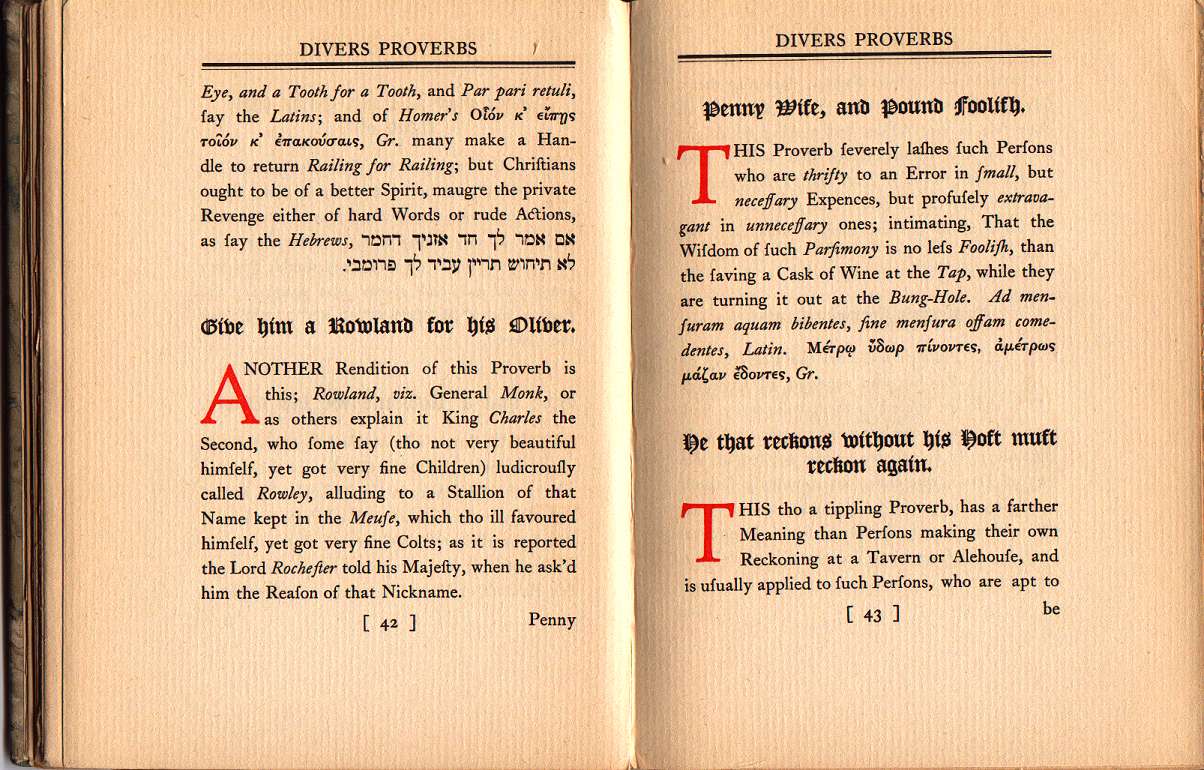 DIVERS PROVERBS
Eye, and a Tooth for a Tooth, and Par pari retuli,
ſay the Latins; and of Homer's Οἷόν κ' εἴπῃς
τοῖόν κ' ἐπακούσαις, Gr. many make a Han-
dle to return Railing for Railing; but Chriſtians
ought to be of a better Spirit, maugre the private
Revenge either of hard Words or rude Actions,
as ſay the Hebrews, אם אמר לך חד אזניך דחמר
לא תיהוש תריין עביד לך פרומבי.
Give him a Rowland for his Oliver.
ANOTHER Rendition of this Proverb is
this; Rowland, viz. General Monk, or
as others explain it King Charles the
Second, who ſome ſay (tho not very beautiful
himſelf, yet got very fine Children) ludicrouſly
called Rowley, alluding to a Stallion of that
Name kept in the Meuſe, which tho ill favoured
himſelf, yet got very fine Colts; as it is reported
the Lord Rocheſter told his Majeſty, when he ask'd
him the Reaſon of that Nickname.
[ 42 ] Penny
DIVERS PROVERBS
Penny Wiſe, and Pound Fooliſh.
THIS Proverb ſeverely laſhes ſuch Perſons
who are thrifty to an Error in ſmall, but
neceſſary Expences, but profuſely extrava-
gant in unneceſſary ones; intimating, That the
Wiſdom of ſuch Parſimony is no leſs Fooliſh, than
the ſaving a Cask of Wine at the Tap, while they
are turning it out at the Bung-Hole. Ad men-
ſuram aquam bibentes, ſine menſura offam come-
dentes, Latin. Μέτρῳ ὕδωρ πίνοντες, ἀμέτρως
μάζαν ἔδοντες, Gr.
He that reckons without his Hoſt muſt
reckon again.
THIS tho a tippling Proverb, has a farther
Meaning than Perſons making their own
Reckoning at a Tavern or Alehouſe, and
is uſually applied to ſuch Perſons, who are apt to
[ 43 ] be